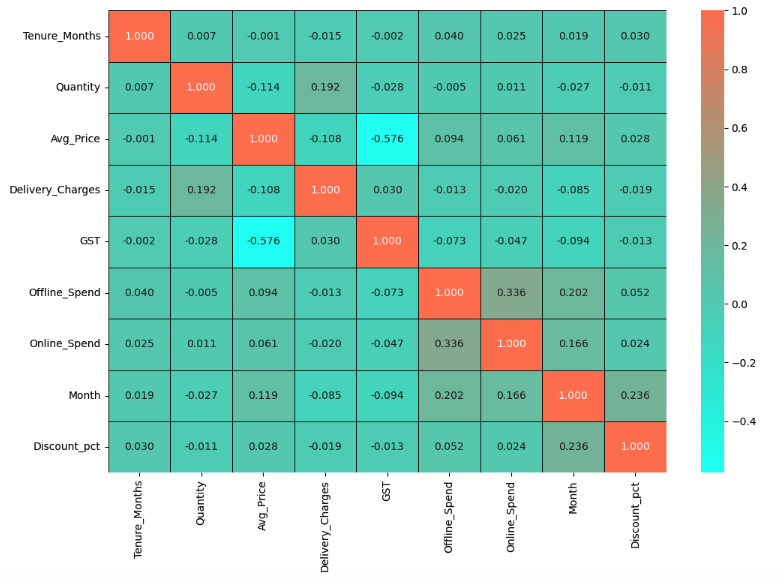 Tenure_Months 1.000 0.007 -0.001 -0.015 -0.002 0.040 0.025 0.019 0.030
Quantity 0.007 1.000 -0.114 0.192 -0.028 -0.005 0.011 -0.027 -0.011
Avg_Price -0.001 -0.114 1.000 -0.108 -0.576 0.094 0.061 0.119 0.028
Delivery_Charges -0.015 0.192 -0.108 1.000 0.030 -0.013 -0.020 -0.085 -0.019
GST -0.002 -0.028 -0.576 0.030 1.000 -0.073 -0.047 -0.094 -0.013
Offline_Spend 0.040 -0.005 0.094 -0.013 -0.073 1.000 0.336 0.202 0.052
Online_Spend 0.025 0.011 0.061 -0.020 -0.047 0.336 1.000 0.166 0.024
Month 0.019 -0.027 0.119 -0.085 -0.094 0.202 0.166 1.000 0.236
Discount_pct 0.030 -0.011 0.028 -0.019 -0.013 0.052 0.024 0.236 1.000
Tenure_Months
Quantity
Avg_Price
Delivery_Charges
GST
Offline_Spend
Online_Spend
Month
Discount_pct
1.0
0.8
0.6
0.4
0.2
0.0
−0.2
−0.4